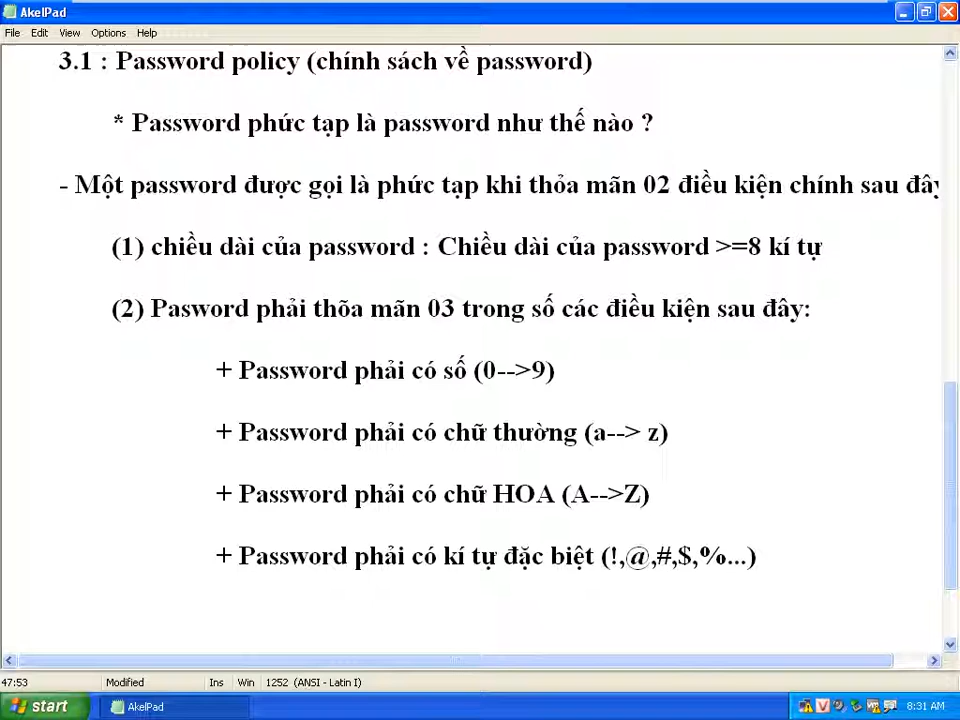 AkelPad
File Edit View Options Help
3.1 : Password policy (chính sách về password)
* Password phức tạp là password như thế nào ?
- Một password được gọi là phức tạp khi thỏa mãn 02 điều kiện chính sau đây
(1) chiều dài của password : Chiều dài của password >=8 kí tự
(2) Pasword phải thõa mãn 03 trong số các điều kiện sau đây:
+ Password phải có số (0-->9)
+ Password phải có chữ thường (a--> z)
+ Password phải có chữ HOA (A-->Z)
+ Password phải có kí tự đặc biệt (!,@,#,$,%...)
47:53 Modified Ins Win 1252 (ANSI - Latin I)
start AkelPad V 8:31 AM